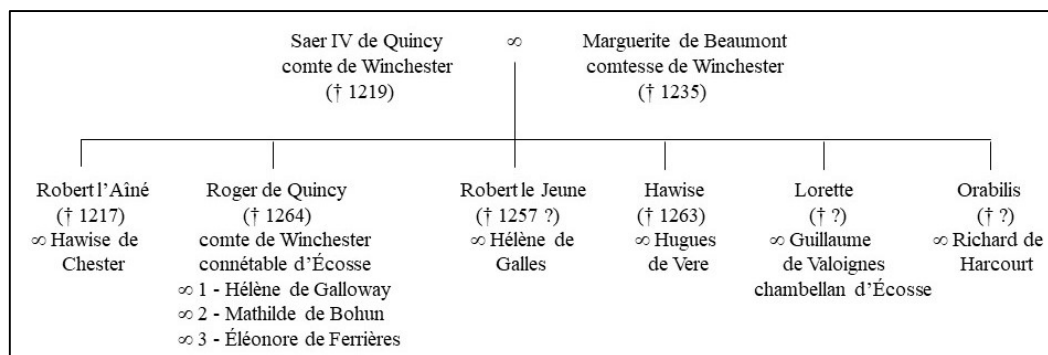 Saer IV de Quincy ∞ Marguerite de Beaumont
comte de Winchester comtesse de Winchester
(† 1219) († 1235)
Robert l’Aîné
(† 1217)
∞ Hawise de
Chester
Roger de Quincy
(† 1264)
comte de Winchester
connétable d’Écosse
∞ 1 - Hélène de Galloway
∞ 2 - Mathilde de Bohun
∞ 3 - Éléonore de Ferrières
Robert le Jeune
(† 1257 ?)
∞ Hélène de
Galles
Hawise
(† 1263)
∞ Hugues
de Vere
Lorette
(† ?)
∞ Guillaume
de Valoignes
chambellan d’Écosse
Orabilis
(† ?)
∞ Richard de
Harcourt